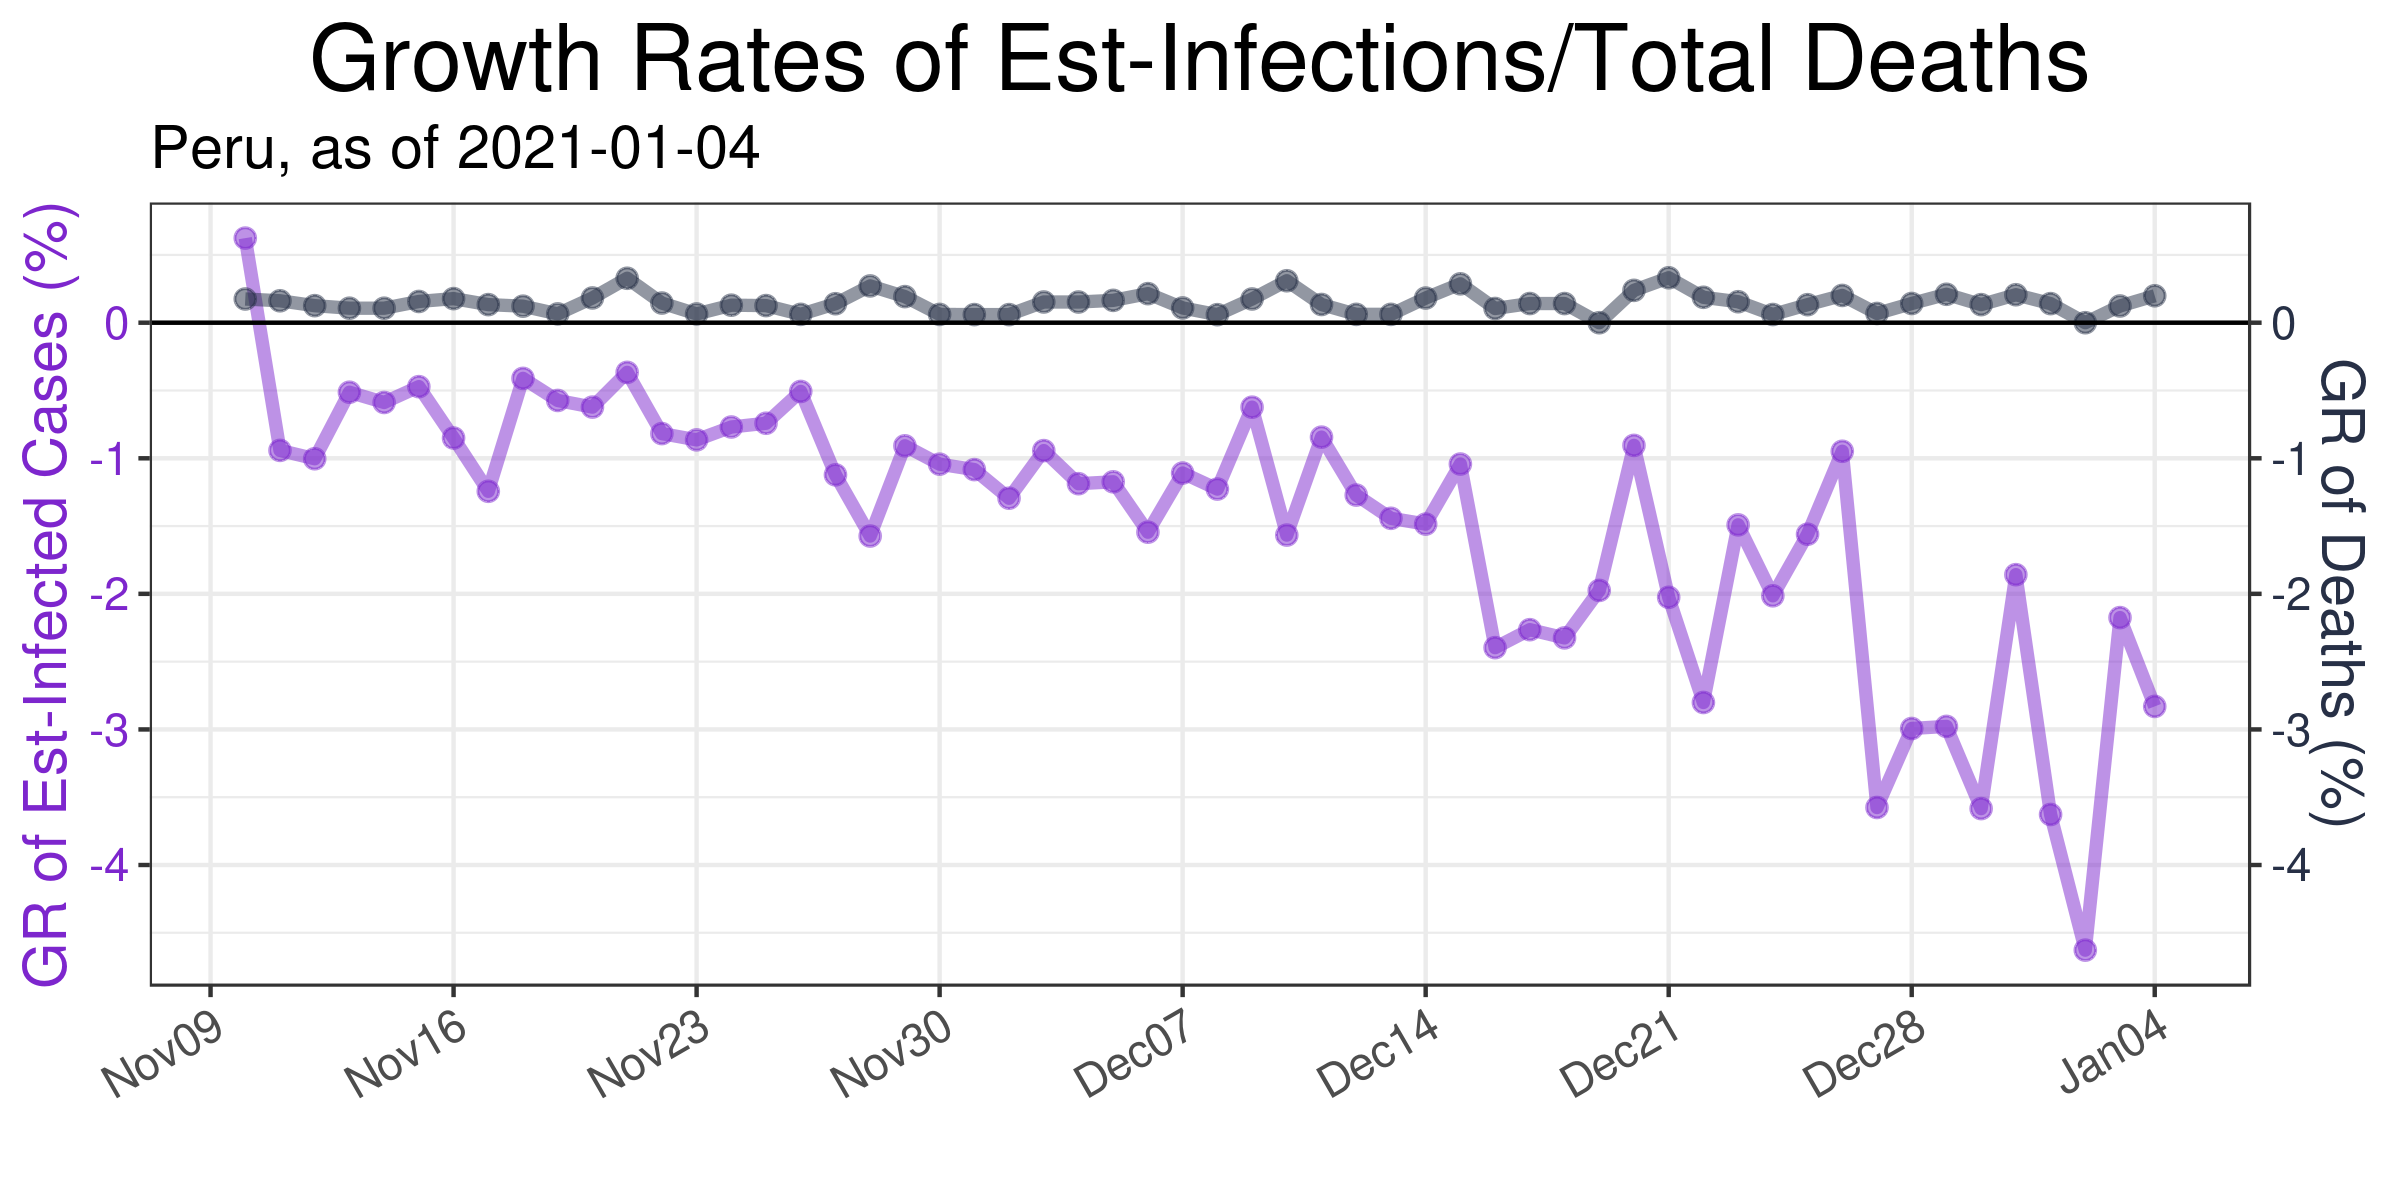 Growth Rates of Est-Infections/Total Deaths
Peru, as of 2021-01-04
GR of Est-Infected Cases (%)
0
-1
-2
-3
-4
0
-1
-2
-3
-4
GR of Deaths (%)
Nov09
Nov16
Nov23
Nov30
Dec07
Dec14
Dec21
Dec28
Jan04